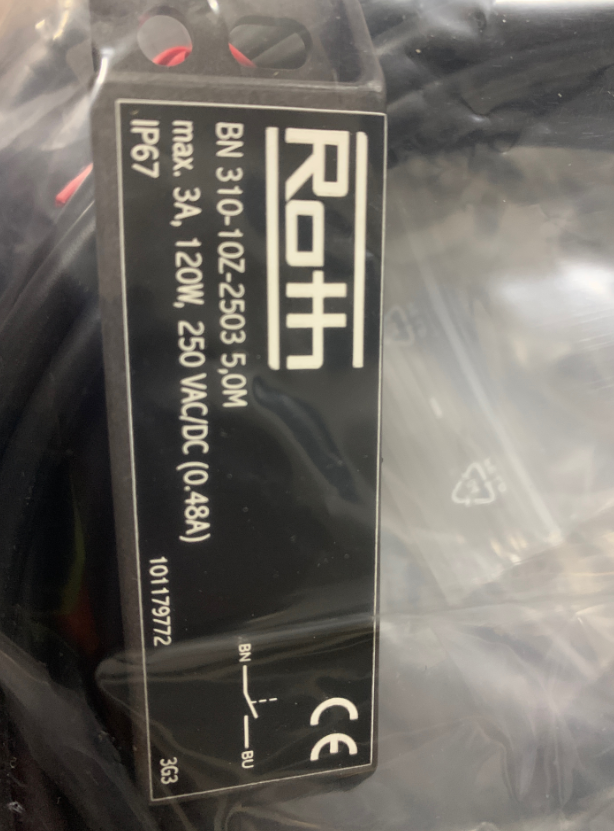 Roth
BN 310-10Z-2503 5,0M
max. 3A, 120W, 250 VAC/DC (0.48A)
IP67
101179772
CE
BN
BU
3G3